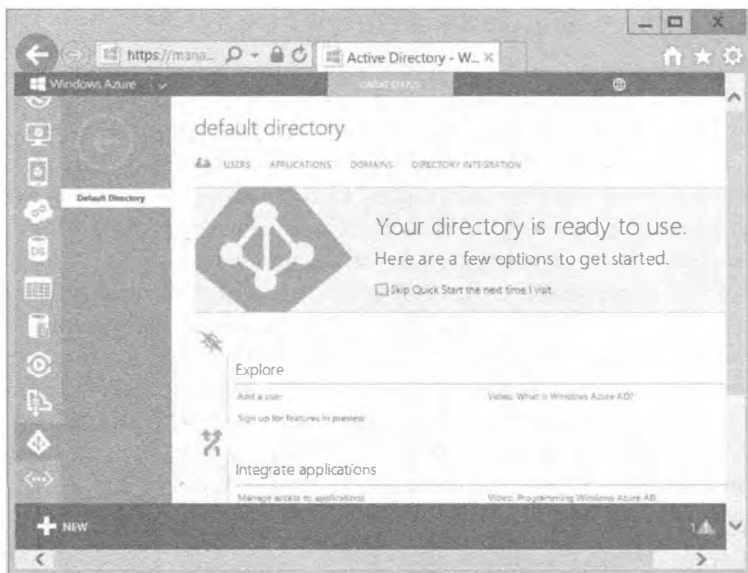 https://mana...
Active Directory - W...
Windows Azure
default directory
USERS APPLICATIONS DOMAINS DIRECTORY INTEGRATION
Default Directory
Your directory is ready to use.
Here are a few options to get started.
Skip Quick Start the next time I visit.
DB
Explore
Add a user
Video: What is Windows Azure AD?
Sign up for features in preview
Integrate applications
Manage access to applications
Video: Programming Windows Azure AD
NEW
1